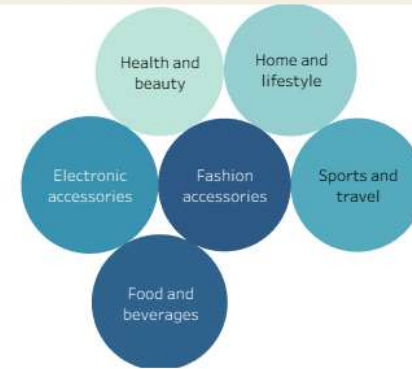 Health and
beauty
Home and
lifestyle
Electronic
accessories
Fashion
accessories
Sports and
travel
Food and
beverages